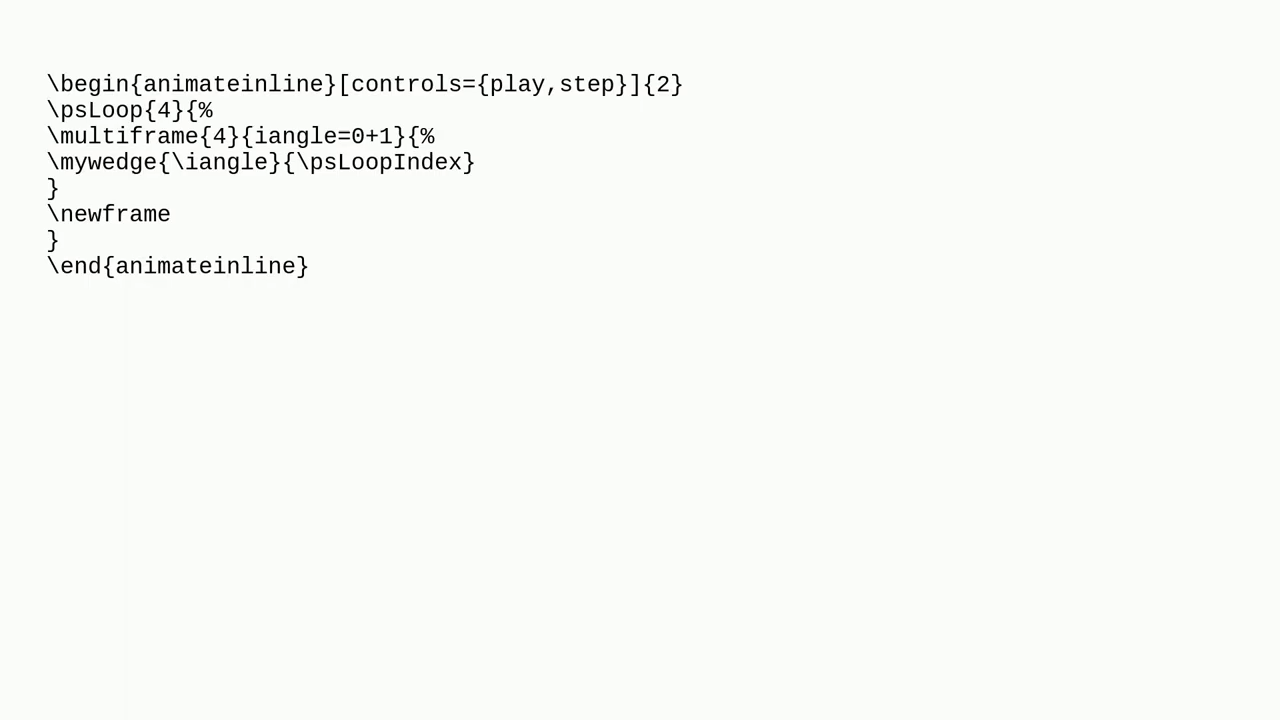 \begin{animateinline}[controls={play,step}]{2}
\psLoop{4}{%
\multiframe{4}{iangle=0+1}{%
\mywedge{\iangle}{\psLoopIndex}
}
\newframe
}
\end{animateinline}